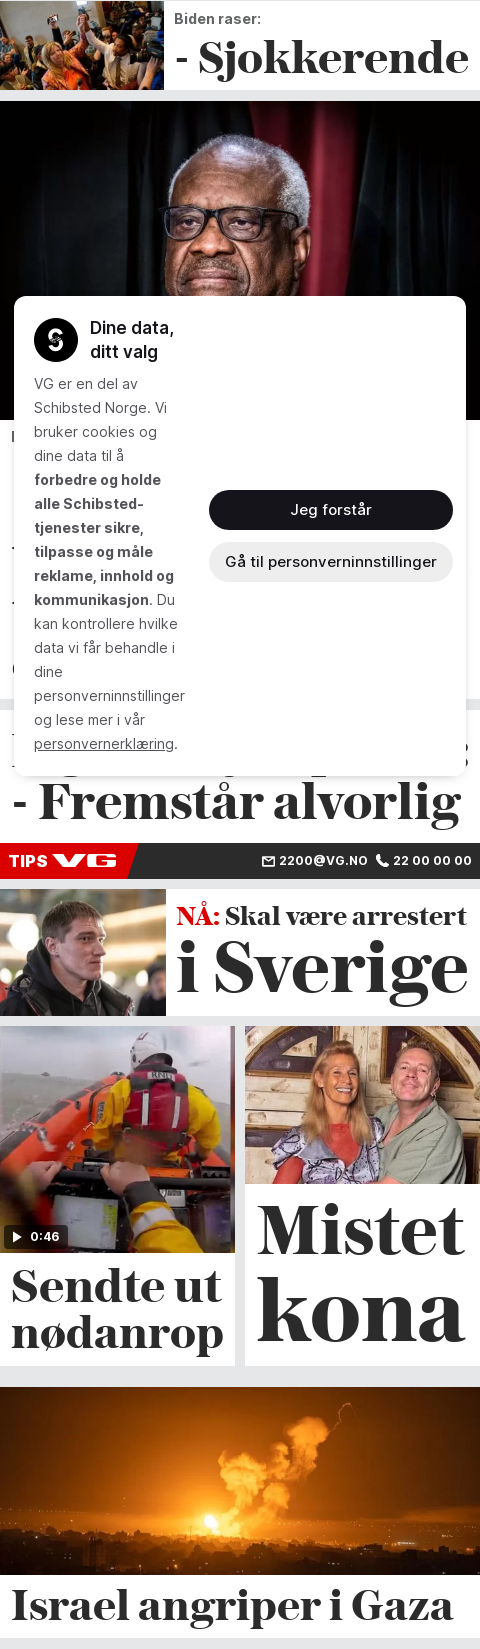 Biden raser:
- Sjokkerende
Dine data,
ditt valg
VG er en del av
Schibsted Norge. Vi
bruker cookies og
dine data til å
forbedre og holde
alle Schibsted-
tjenester sikre,
tilpasse og måle
reklame, innhold og
kommunikasjon. Du
kan kontrollere hvilke
data vi får behandle i
dine
personverninnstillinger
og lese mer i vår
personvernerklæring.
Jeg forstår
Gå til personverninnstillinger
- Fremstår alvorlig
TIPS VG 2200@VG.NO 22 00 00 00
NÅ: Skal være arrestert
i Sverige
RNLI
0:46
Sendte ut
nødanrop
Mistet
kona
Israel angriper i Gaza